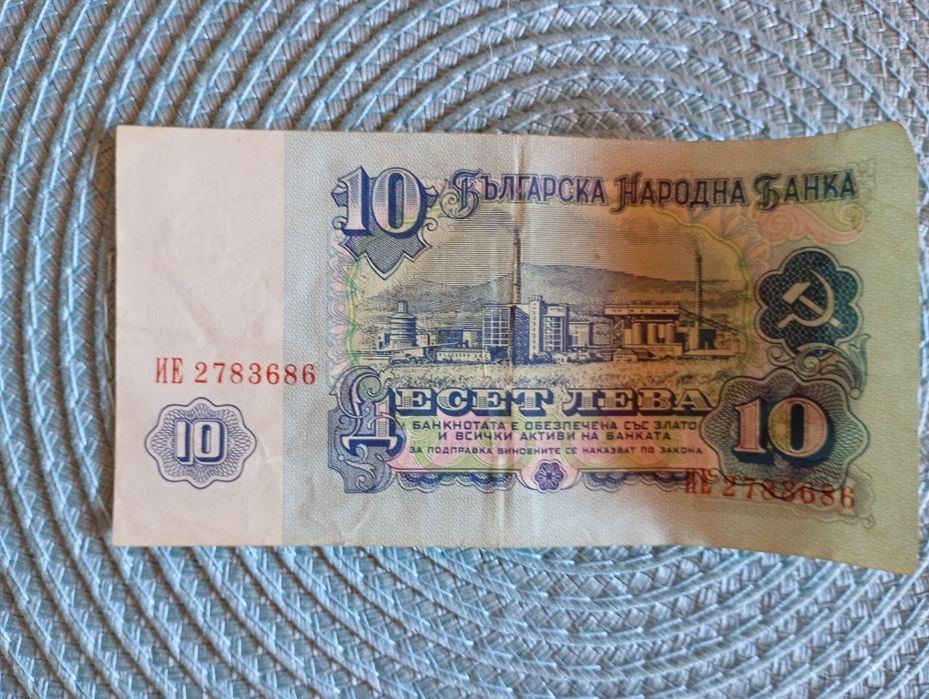 10 Българска Народна Банка
ИЕ 2783686
10
Десет лева
10
БАНКНОТАТА Е ОБЕЗПЕЧЕНА СЪС ЗЛАТО
И ВСИЧКИ АКТИВИ НА БАНКАТА
ЗА ПОДПРАВКА ВИНОВНИТЕ СЕ НАКАЗВАТ ПО ЗАКОНА
ИЕ 2783686